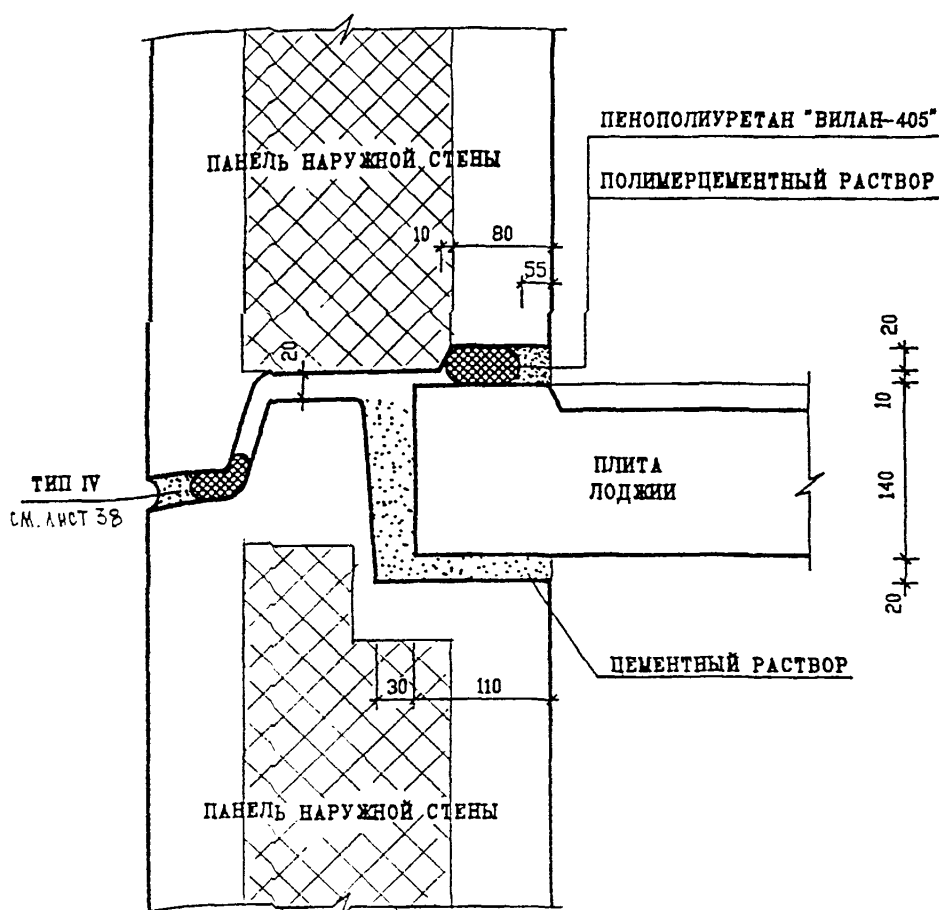 ПЕНОПОЛИУРЕТАН "ВИЛАН-405"
ПАНЕЛЬ НАРУЖНОЙ СТЕНЫ
ПОЛИМЕРЦЕМЕНТНЫЙ РАСТВОР
10
80
55
20
20
10
ПЛИТА
ЛОДЖИИ
140
ТИП IV
СМ. ЛИСТ 38
20
ЦЕМЕНТНЫЙ РАСТВОР
30
110
ПАНЕЛЬ НАРУЖНОЙ СТЕНЫ